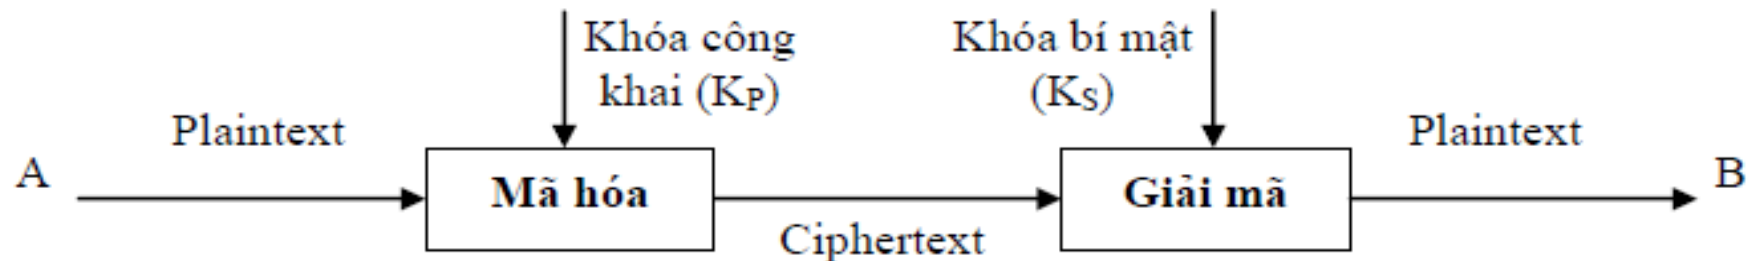 Khóa công
khai (KP)
Khóa bí mật
(KS)
A
Plaintext
Mã hóa
Ciphertext
Giải mã
Plaintext
B